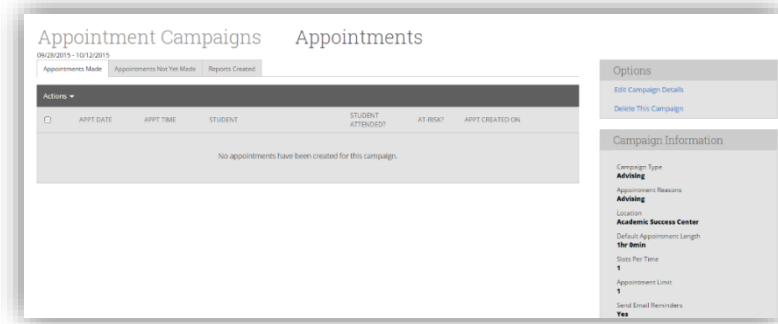 Appointment Campaigns Appointments
09/28/2015 - 10/12/2015
Appointments Made Appointments Not Yet Made Reports Created
Actions
APPT DATE APPT TIME STUDENT STUDENT ATTENDED? AT-RISK? APPT CREATED ON
No appointments have been created for this campaign.
Options
Edit Campaign Details
Delete This Campaign
Campaign Information
Campaign Type
Advising
Appointment Reasons
Advising
Location
Academic Success Center
Default Appointment Length
1hr 0min
Slots Per Time
1
Appointment Limit
1
Send Email Reminders
Yes